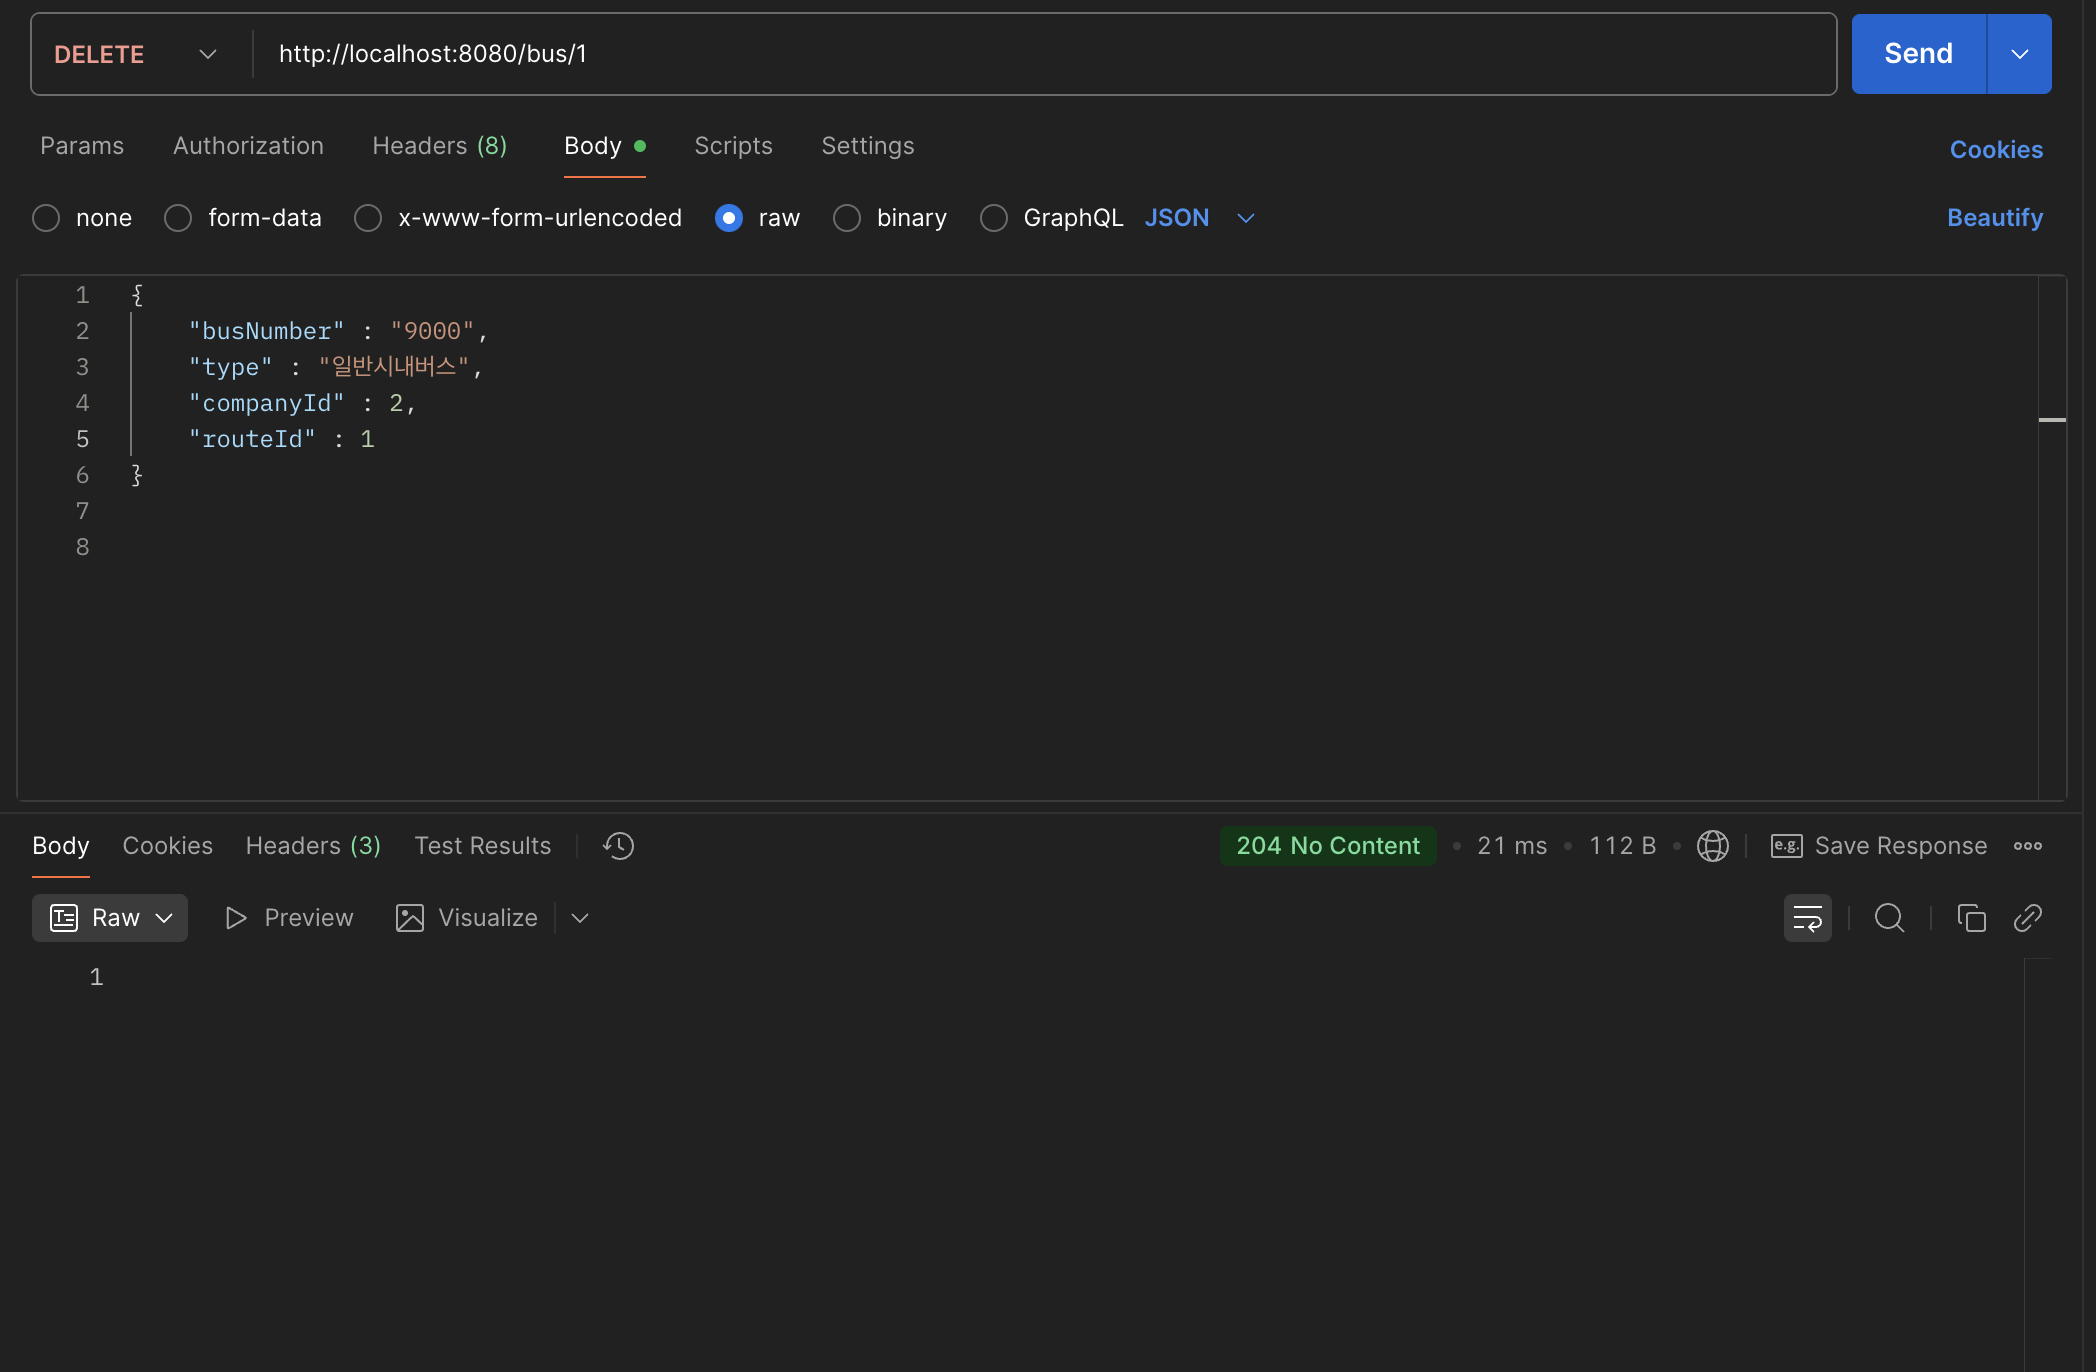 DELETE http://localhost:8080/bus/1 Send
Params Authorization Headers (8) Body Scripts Settings Cookies
none form-data x-www-form-urlencoded raw binary GraphQL JSON Beautify
1 {
2 "busNumber" : "9000",
3 "type" : "일반시내버스",
4 "companyId" : 2,
5 "routeId" : 1
6 }
7
8
Body Cookies Headers (3) Test Results 204 No Content 21 ms 112 B e.g. Save Response
Raw Preview Visualize
1